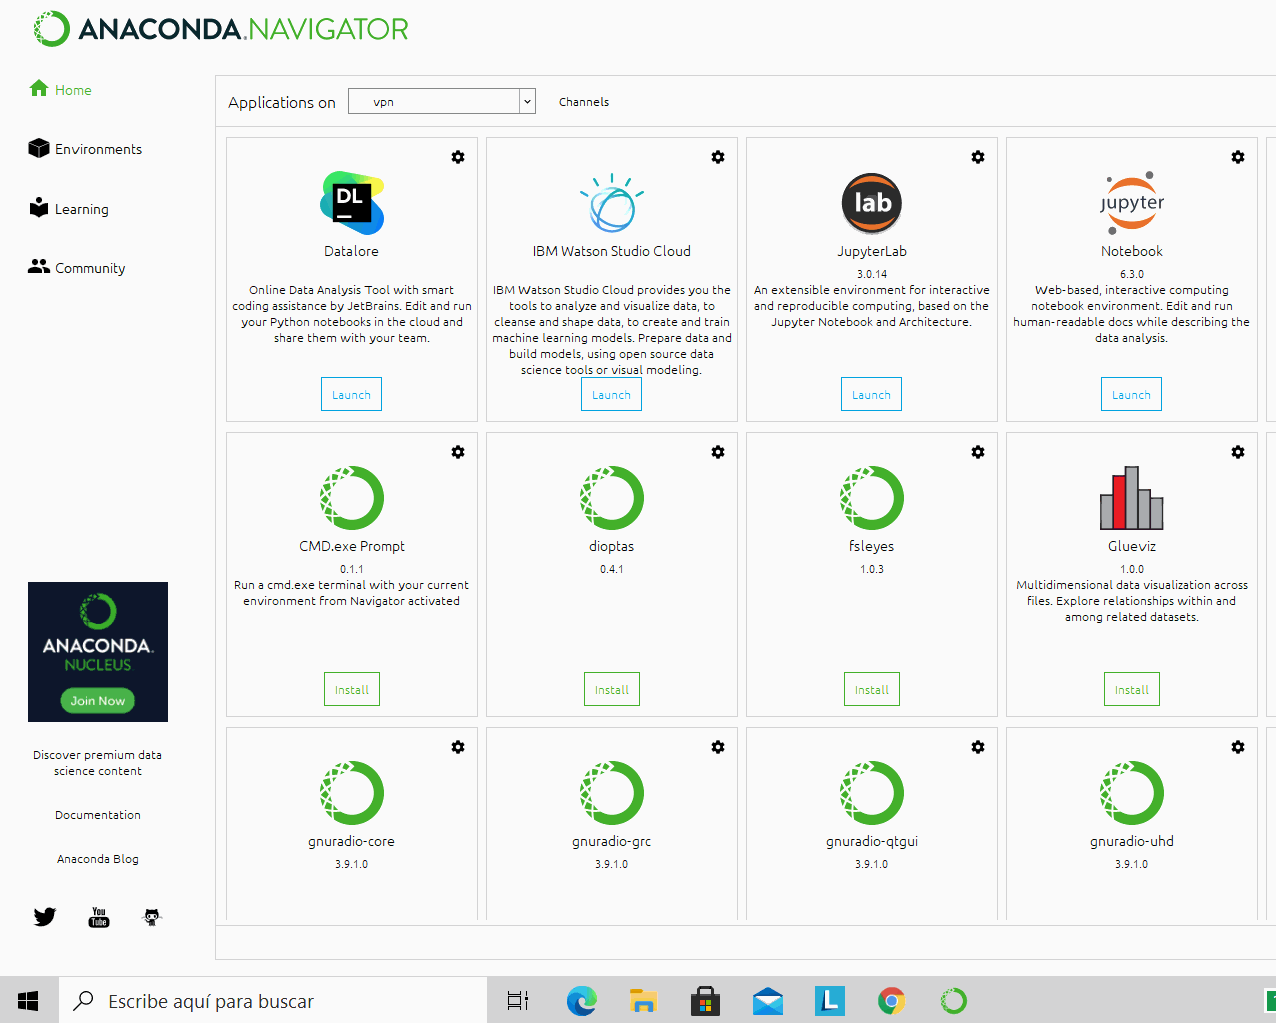 ANACONDA.NAVIGATOR
Home
Environments
Learning
Community
Applications on vpn Channels
DL
Datalore
Online Data Analysis Tool with smart
coding assistance by JetBrains. Edit and run
your Python notebooks in the cloud and
share them with your team.
Launch
IBM Watson Studio Cloud
IBM Watson Studio Cloud provides you the
tools to analyze and visualize data, to
cleanse and shape data, to create and train
machine learning models. Prepare data and
build models, using open source data
science tools or visual modeling.
Launch
lab
JupyterLab
3.0.14
An extensible environment for interactive
and reproducible computing, based on the
Jupyter Notebook and Architecture.
Launch
jupyter
Notebook
6.3.0
Web-based, interactive computing
notebook environment. Edit and run
human-readable docs while describing the
data analysis.
Launch
CMD.exe Prompt
0.1.1
Run a cmd.exe terminal with your current
environment from Navigator activated
Install
dioptas
0.4.1
Install
fsleyes
1.0.3
Install
Glueviz
1.0.0
Multidimensional data visualization across
files. Explore relationships within and
among related datasets.
Install
gnuradio-core
3.9.1.0
gnuradio-grc
3.9.1.0
gnuradio-qtgui
3.9.1.0
gnuradio-uhd
3.9.1.0
ANACONDA.
NUCLEUS
Join Now
Discover premium data
science content
Documentation
Anaconda Blog
You
Tube
Escribe aquí para buscar
L